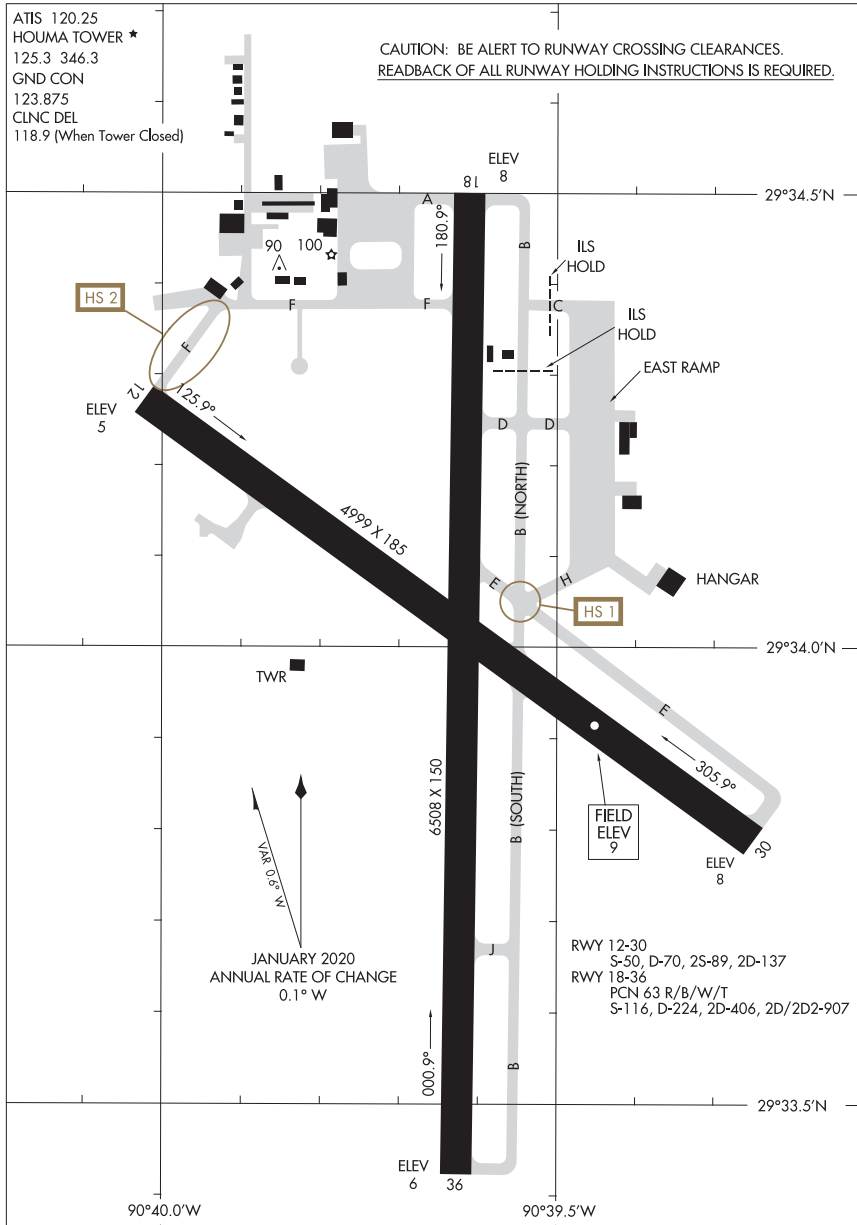 ATIS 120.25
HOUMA TOWER ★
125.3 346.3
GND CON
123.875
CLNC DEL
118.9 (When Tower Closed)
CAUTION: BE ALERT TO RUNWAY CROSSING CLEARANCES.
READBACK OF ALL RUNWAY HOLDING INSTRUCTIONS IS REQUIRED.
ELEV
8
18
29°34.5'N
A
180.9°
B
90
100
ILS
HOLD
HS 2
F
F
C
ILS
HOLD
F
EAST RAMP
12
125.9°
ELEV
5
D
D
4999 X 185
B (NORTH)
E
H
HANGAR
HS 1
29°34.0'N
TWR
E
305.9°
6508 X 150
B (SOUTH)
FIELD
ELEV
9
30
ELEV
8
VAR 0.6° W
JANUARY 2020
ANNUAL RATE OF CHANGE
0.1° W
J
RWY 12-30
S-50, D-70, 2S-89, 2D-137
RWY 18-36
PCN 63 R/B/W/T
S-116, D-224, 2D-406, 2D/2D2-907
000.9°
B
29°33.5'N
ELEV
6
36
90°40.0'W
90°39.5'W